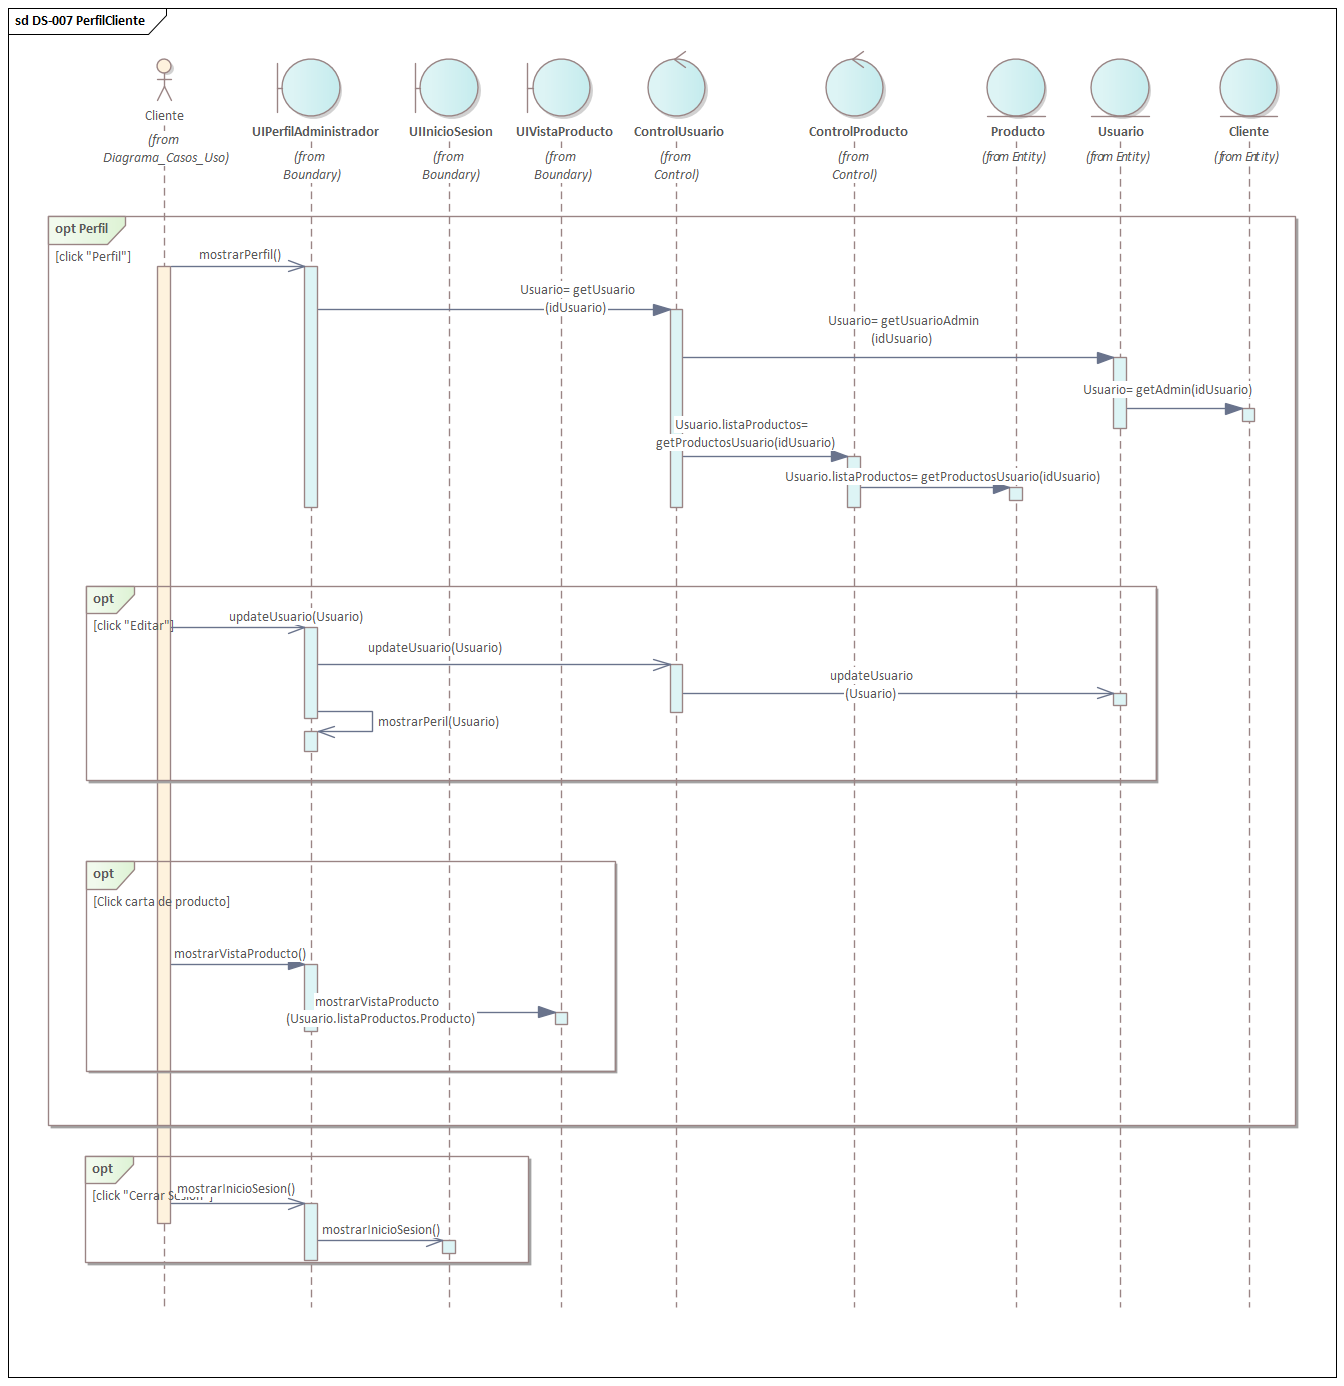 sd DS-007 PerfilCliente
Cliente
(from
Diagrama_Casos_Uso)
UIPerfilAdministrador
(from
Boundary)
UIInicioSesion
(from
Boundary)
UIVistaProducto
(from
Boundary)
ControlUsuario
(from
Control)
ControlProducto
(from
Control)
Producto
(from Entity)
Usuario
(from Entity)
Cliente
(from Entity)
opt Perfil
[click "Perfil"]
mostrarPerfil()
Usuario= getUsuario
(idUsuario)
Usuario= getUsuarioAdmin
(idUsuario)
Usuario= getAdmin(idUsuario)
Usuario.listaProductos=
getProductosUsuario(idUsuario)
Usuario.listaProductos= getProductosUsuario(idUsuario)
opt
[click "Editar"]
updateUsuario(Usuario)
updateUsuario(Usuario)
updateUsuario
(Usuario)
mostrarPeril(Usuario)
opt
[Click carta de producto]
mostrarVistaProducto()
mostrarVistaProducto
(Usuario.listaProductos.Producto)
opt
[click "Cerrar Sesion"]
mostrarInicioSesion()
mostrarInicioSesion()